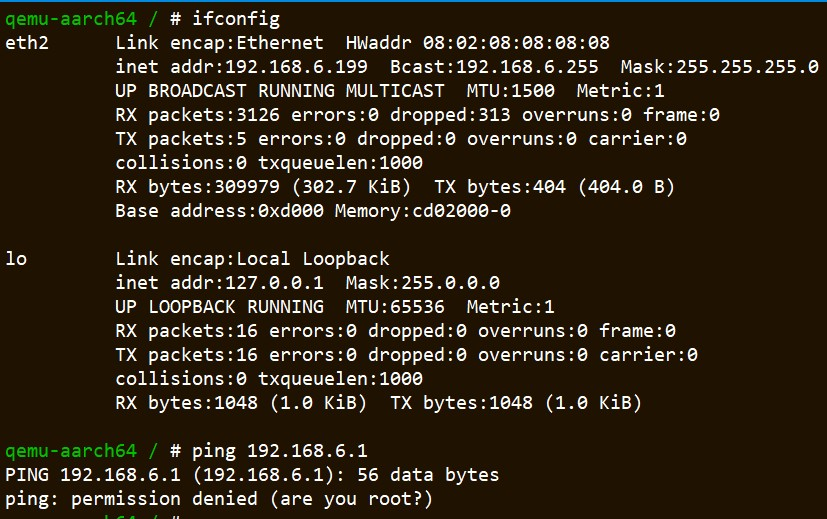 qemu-aarch64 / # ifconfig
eth2      Link encap:Ethernet  HWaddr 08:02:08:08:08:08
          inet addr:192.168.6.199  Bcast:192.168.6.255  Mask:255.255.255.0
          UP BROADCAST RUNNING MULTICAST  MTU:1500  Metric:1
          RX packets:3126 errors:0 dropped:313 overruns:0 frame:0
          TX packets:5 errors:0 dropped:0 overruns:0 carrier:0
          collisions:0 txqueuelen:1000
          RX bytes:309979 (302.7 KiB)  TX bytes:404 (404.0 B)
          Base address:0xd000 Memory:cd02000-0

lo        Link encap:Local Loopback
          inet addr:127.0.0.1  Mask:255.0.0.0
          UP LOOPBACK RUNNING  MTU:65536  Metric:1
          RX packets:16 errors:0 dropped:0 overruns:0 frame:0
          TX packets:16 errors:0 dropped:0 overruns:0 carrier:0
          collisions:0 txqueuelen:1000
          RX bytes:1048 (1.0 KiB)  TX bytes:1048 (1.0 KiB)

qemu-aarch64 / # ping 192.168.6.1
PING 192.168.6.1 (192.168.6.1): 56 data bytes
ping: permission denied (are you root?)